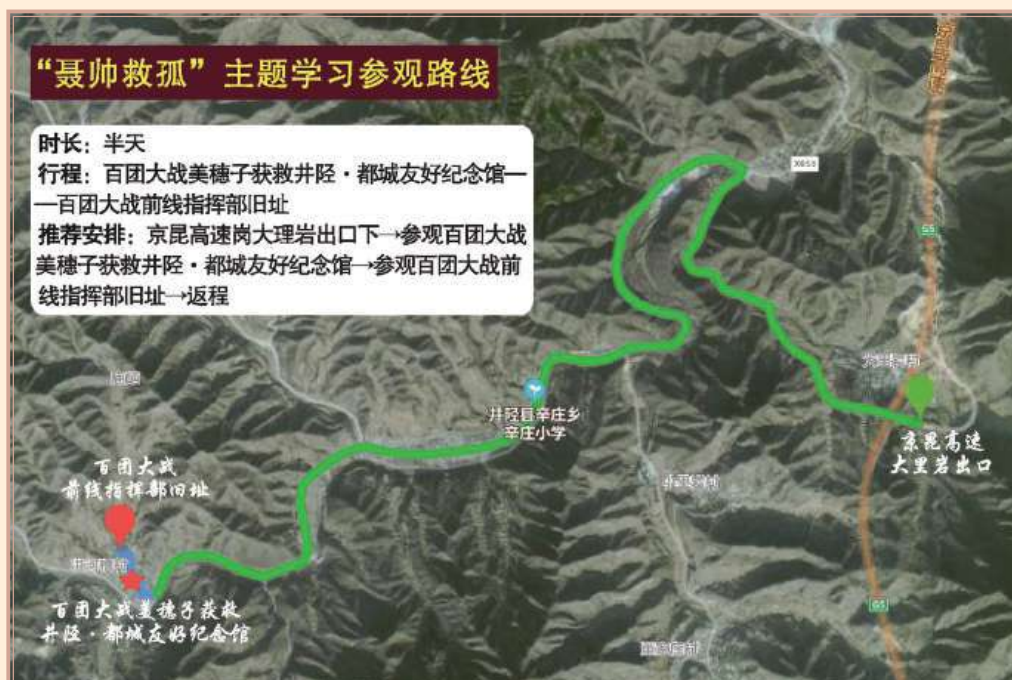 “聂帅救孤”主题学习参观路线
时长：半天
行程：百团大战美穗子获救井陉·都城友好纪念馆—
—百团大战前线指挥部旧址
推荐安排：京昆高速岗大理岩出口下→参观百团大战
美穗子获救井陉·都城友好纪念馆→参观百团大战前
线指挥部旧址→返程
X058
G5
井陉县辛庄乡
辛庄小学
京昆高速
大里岩出口
百团大战
前线指挥部旧址
百团大战美穗子获救
井陉·都城友好纪念馆
G5